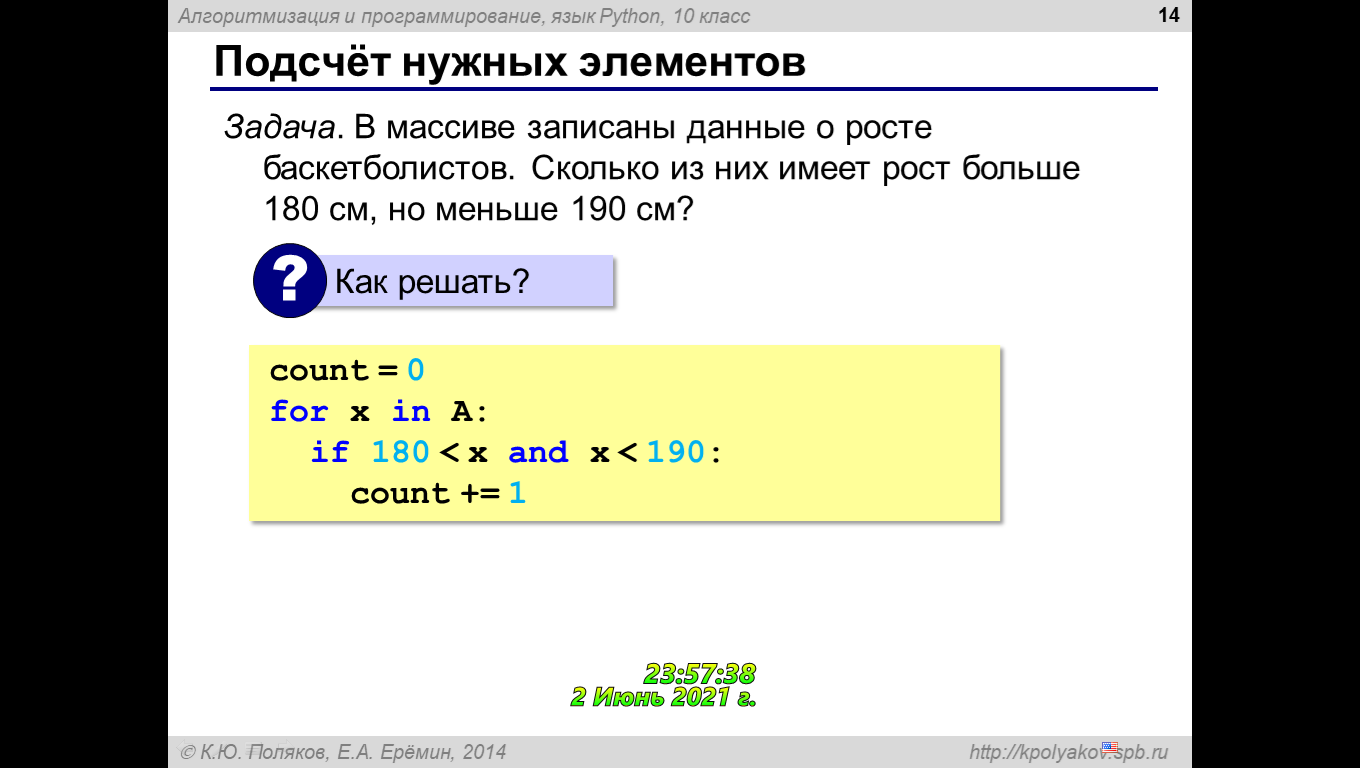 Алгоритмизация и программирование, язык Python, 10 класс
14
Подсчёт нужных элементов
Задача. В массиве записаны данные о росте
баскетболистов. Сколько из них имеет рост больше
180 см, но меньше 190 см?
? Как решать?
count = 0
for x in A:
if 180 < x and x < 190:
count += 1
23:57:38
2 Июнь 2021 г.
© К.Ю. Поляков, Е.А. Ерёмин, 2014
http://kpolyakov.spb.ru